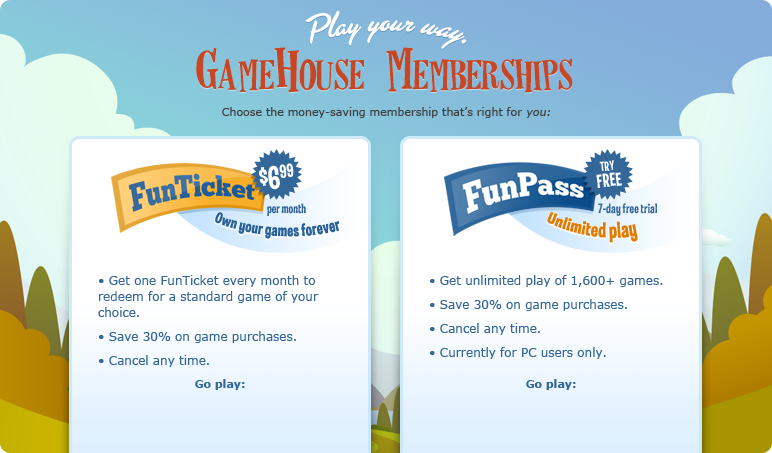 Play your way.
GameHouse Memberships
Choose the money-saving membership that's right for you:
FunTicket
$6.99
per month
Own your games forever
• Get one FunTicket every month to
redeem for a standard game of your
choice.
• Save 30% on game purchases.
• Cancel any time.
Go play:
FunPass
TRY
FREE
7-day free trial
Unlimited play
• Get unlimited play of 1,600+ games.
• Save 30% on game purchases.
• Cancel any time.
• Currently for PC users only.
Go play: